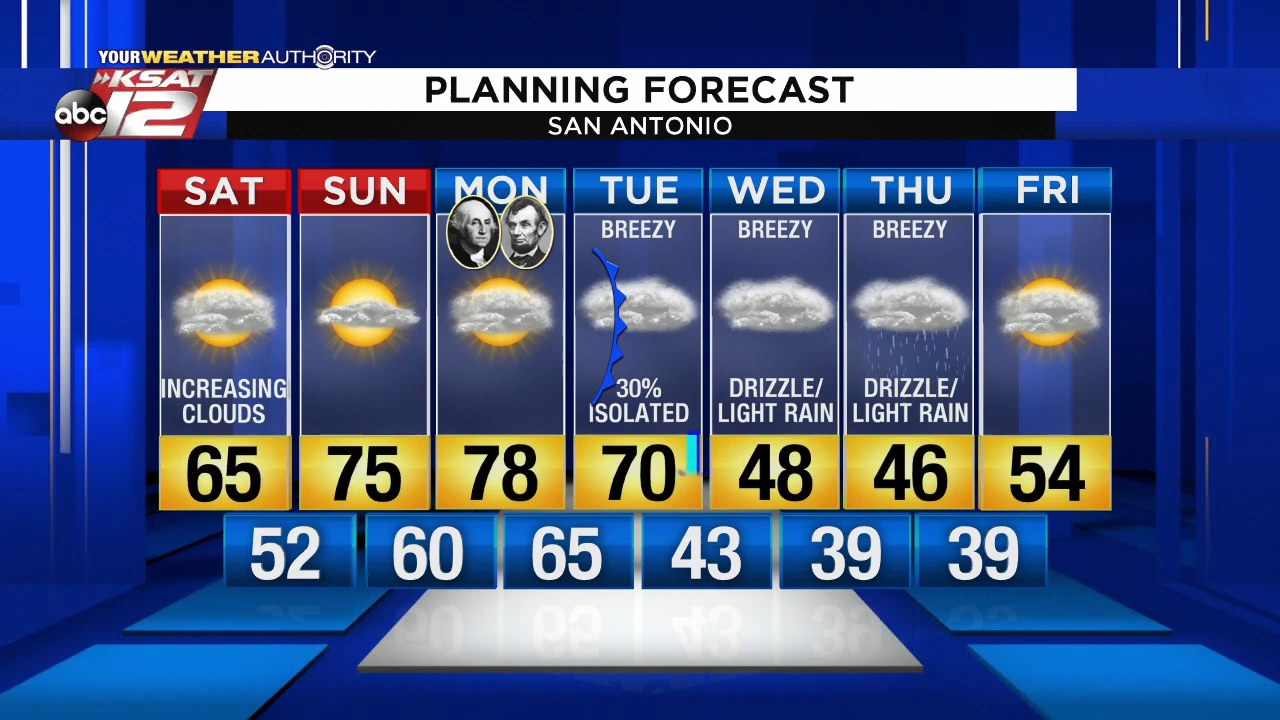 YOURWEATHERAUTHORITY
KSAT
abc 12
PLANNING FORECAST
SAN ANTONIO
SAT SUN MON TUE WED THU FRI
BREEZY BREEZY BREEZY
INCREASING CLOUDS
30% ISOLATED
DRIZZLE/ LIGHT RAIN
DRIZZLE/ LIGHT RAIN
65 75 78 70 48 46 54
52 60 65 43 39 39